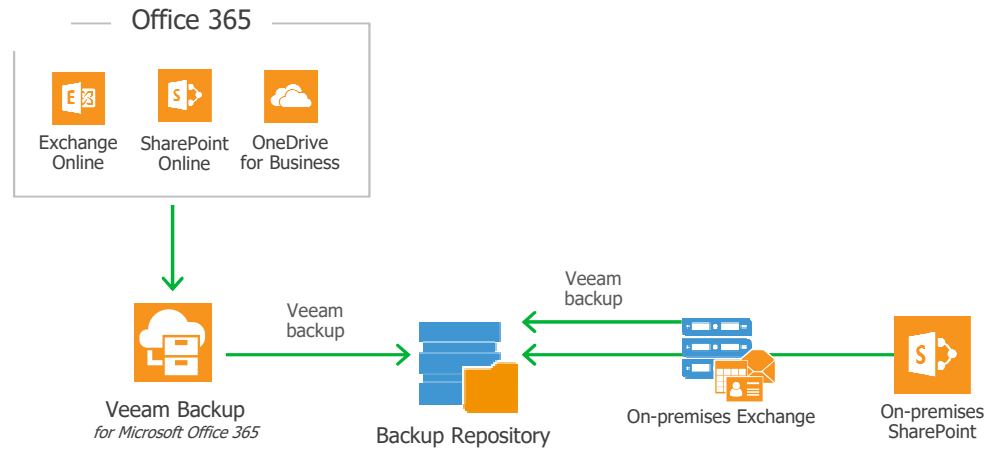 Office 365
E
S
Exchange
Online
SharePoint
Online
OneDrive
for Business
Veeam
backup
Veeam
backup
S
Veeam Backup
for Microsoft Office 365
Backup Repository
On-premises Exchange
On-premises
SharePoint